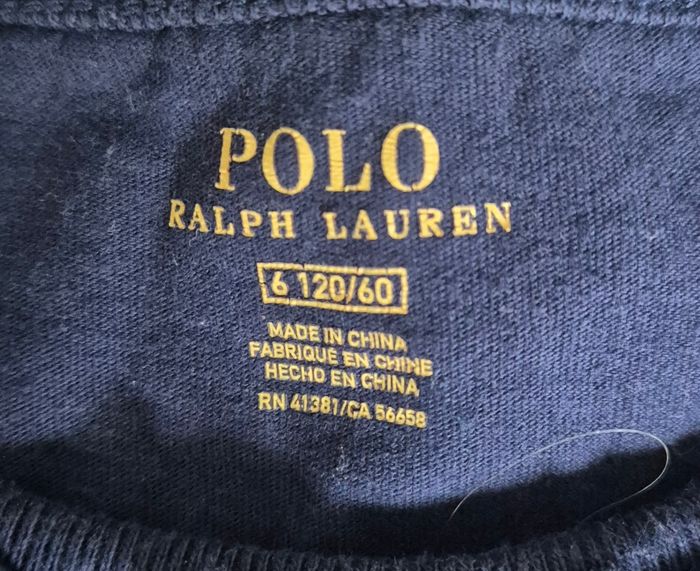 POLO
RALPH LAUREN
6 120/60
MADE IN CHINA
FABRIQUÉ EN CHINE
HECHO EN CHINA
RN 41381/CA 56658